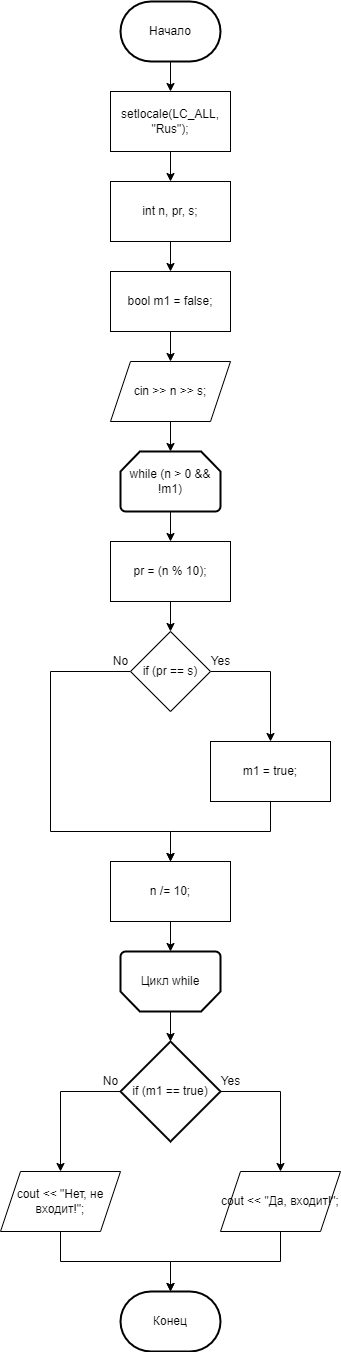 Начало
setlocale(LC_ALL,
"Rus");
int n, pr, s;
bool m1 = false;
cin >> n >> s;
while (n > 0 &&
!m1)
pr = (n % 10);
No
if (pr == s)
Yes
m1 = true;
n /= 10;
Цикл while
No
if (m1 == true)
Yes
cout << "Нет, не
входит!";
cout << "Да, входит!";
Конец